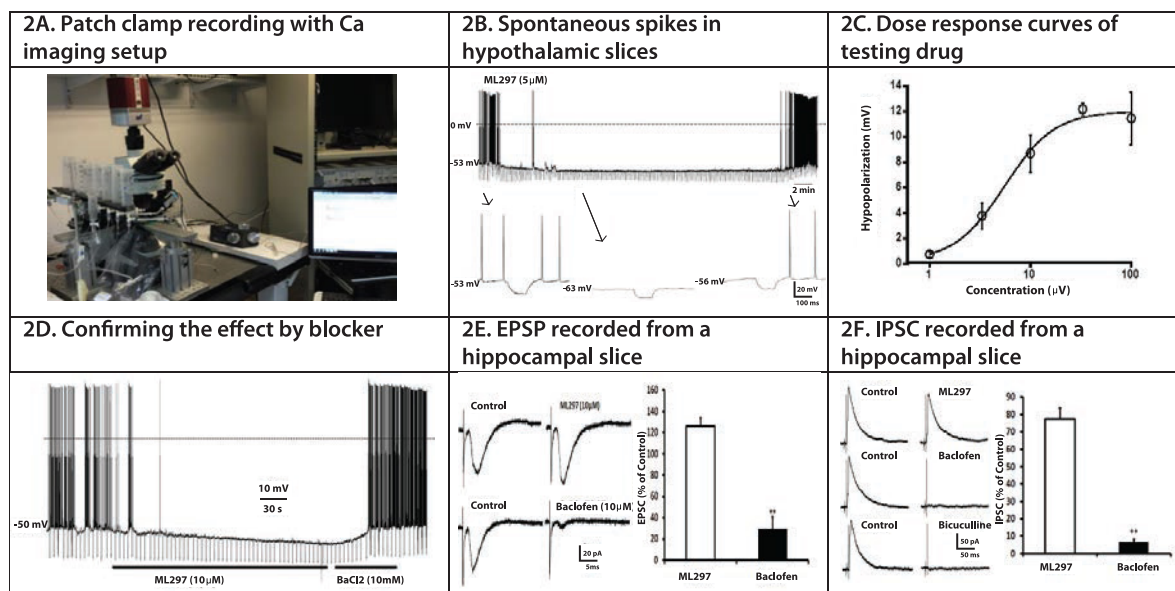 2A. Patch clamp recording with Ca
imaging setup
2B. Spontaneous spikes in
hypothalamic slices
ML297 (5μM)
0 mV
-53 mV
2 min
-53 mV
-63 mV
-56 mV
20 mV
100 ms
2C. Dose response curves of
testing drug
Hypopolarization (mV)
14
12
10
8
6
4
2
0
1
10
100
Concentration (μV)
2D. Confirming the effect by blocker
10 mV
30 s
-50 mV
ML297 (10μM)
BaCl2 (10mM)
2E. EPSP recorded from a
hippocampal slice
Control
ML297 (10μM)
Control
Baclofen (10μM)
20 pA
5ms
EPSC (% of Control)
160
140
120
100
80
60
40
20
0
**
ML297
Baclofen
2F. IPSC recorded from a
hippocampal slice
Control
ML297
Control
Baclofen
Control
Bicuculline
50 pA
50 ms
IPSC (% of Control)
90
80
70
60
50
40
30
20
10
0
**
ML297
Baclofen